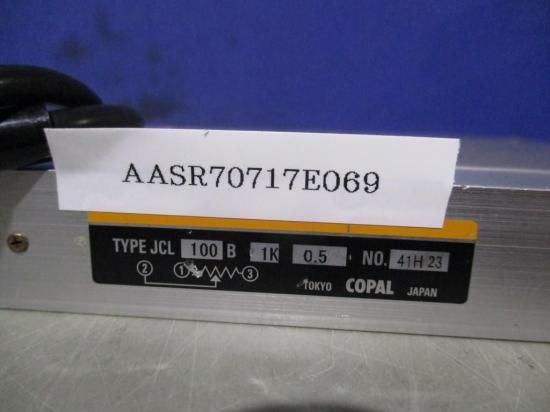 AASR70717E069
TYPE JCL 100 B 1K 0.5 NO. 41H 23
② ① ③
TOKYO COPAL JAPAN